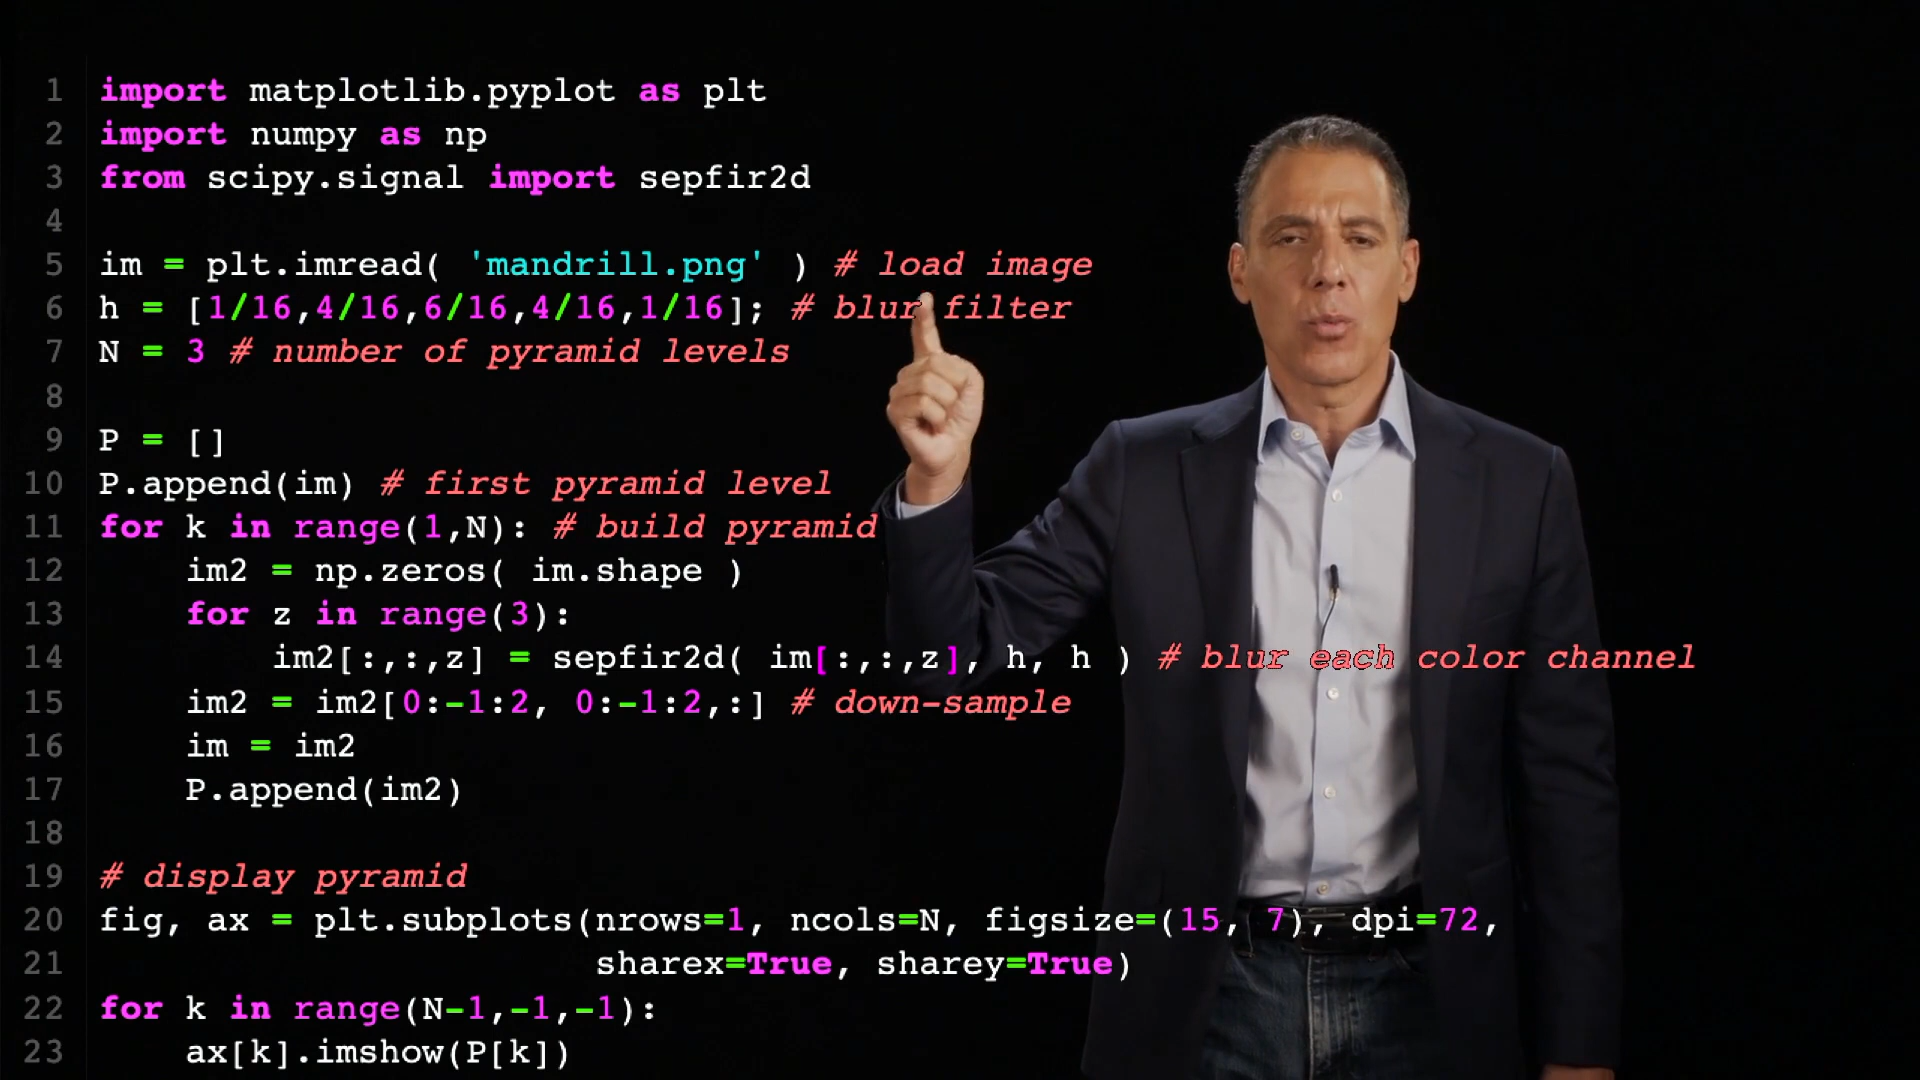 1 import matplotlib.pyplot as plt
2 import numpy as np
3 from scipy.signal import sepfir2d
4
5 im = plt.imread( 'mandrill.png' ) # load image
6 h = [1/16,4/16,6/16,4/16,1/16]; # blur filter
7 N = 3 # number of pyramid levels
8
9 P = []
10 P.append(im) # first pyramid level
11 for k in range(1,N): # build pyramid
12     im2 = np.zeros( im.shape )
13     for z in range(3):
14         im2[:,:,z] = sepfir2d( im[:,:,z], h, h ) # blur each color channel
15     im2 = im2[0:-1:2, 0:-1:2,:] # down-sample
16     im = im2
17     P.append(im2)
18
19 # display pyramid
20 fig, ax = plt.subplots(nrows=1, ncols=N, figsize=(15, 7), dpi=72,
21                        sharex=True, sharey=True)
22 for k in range(N-1,-1,-1):
23     ax[k].imshow(P[k])